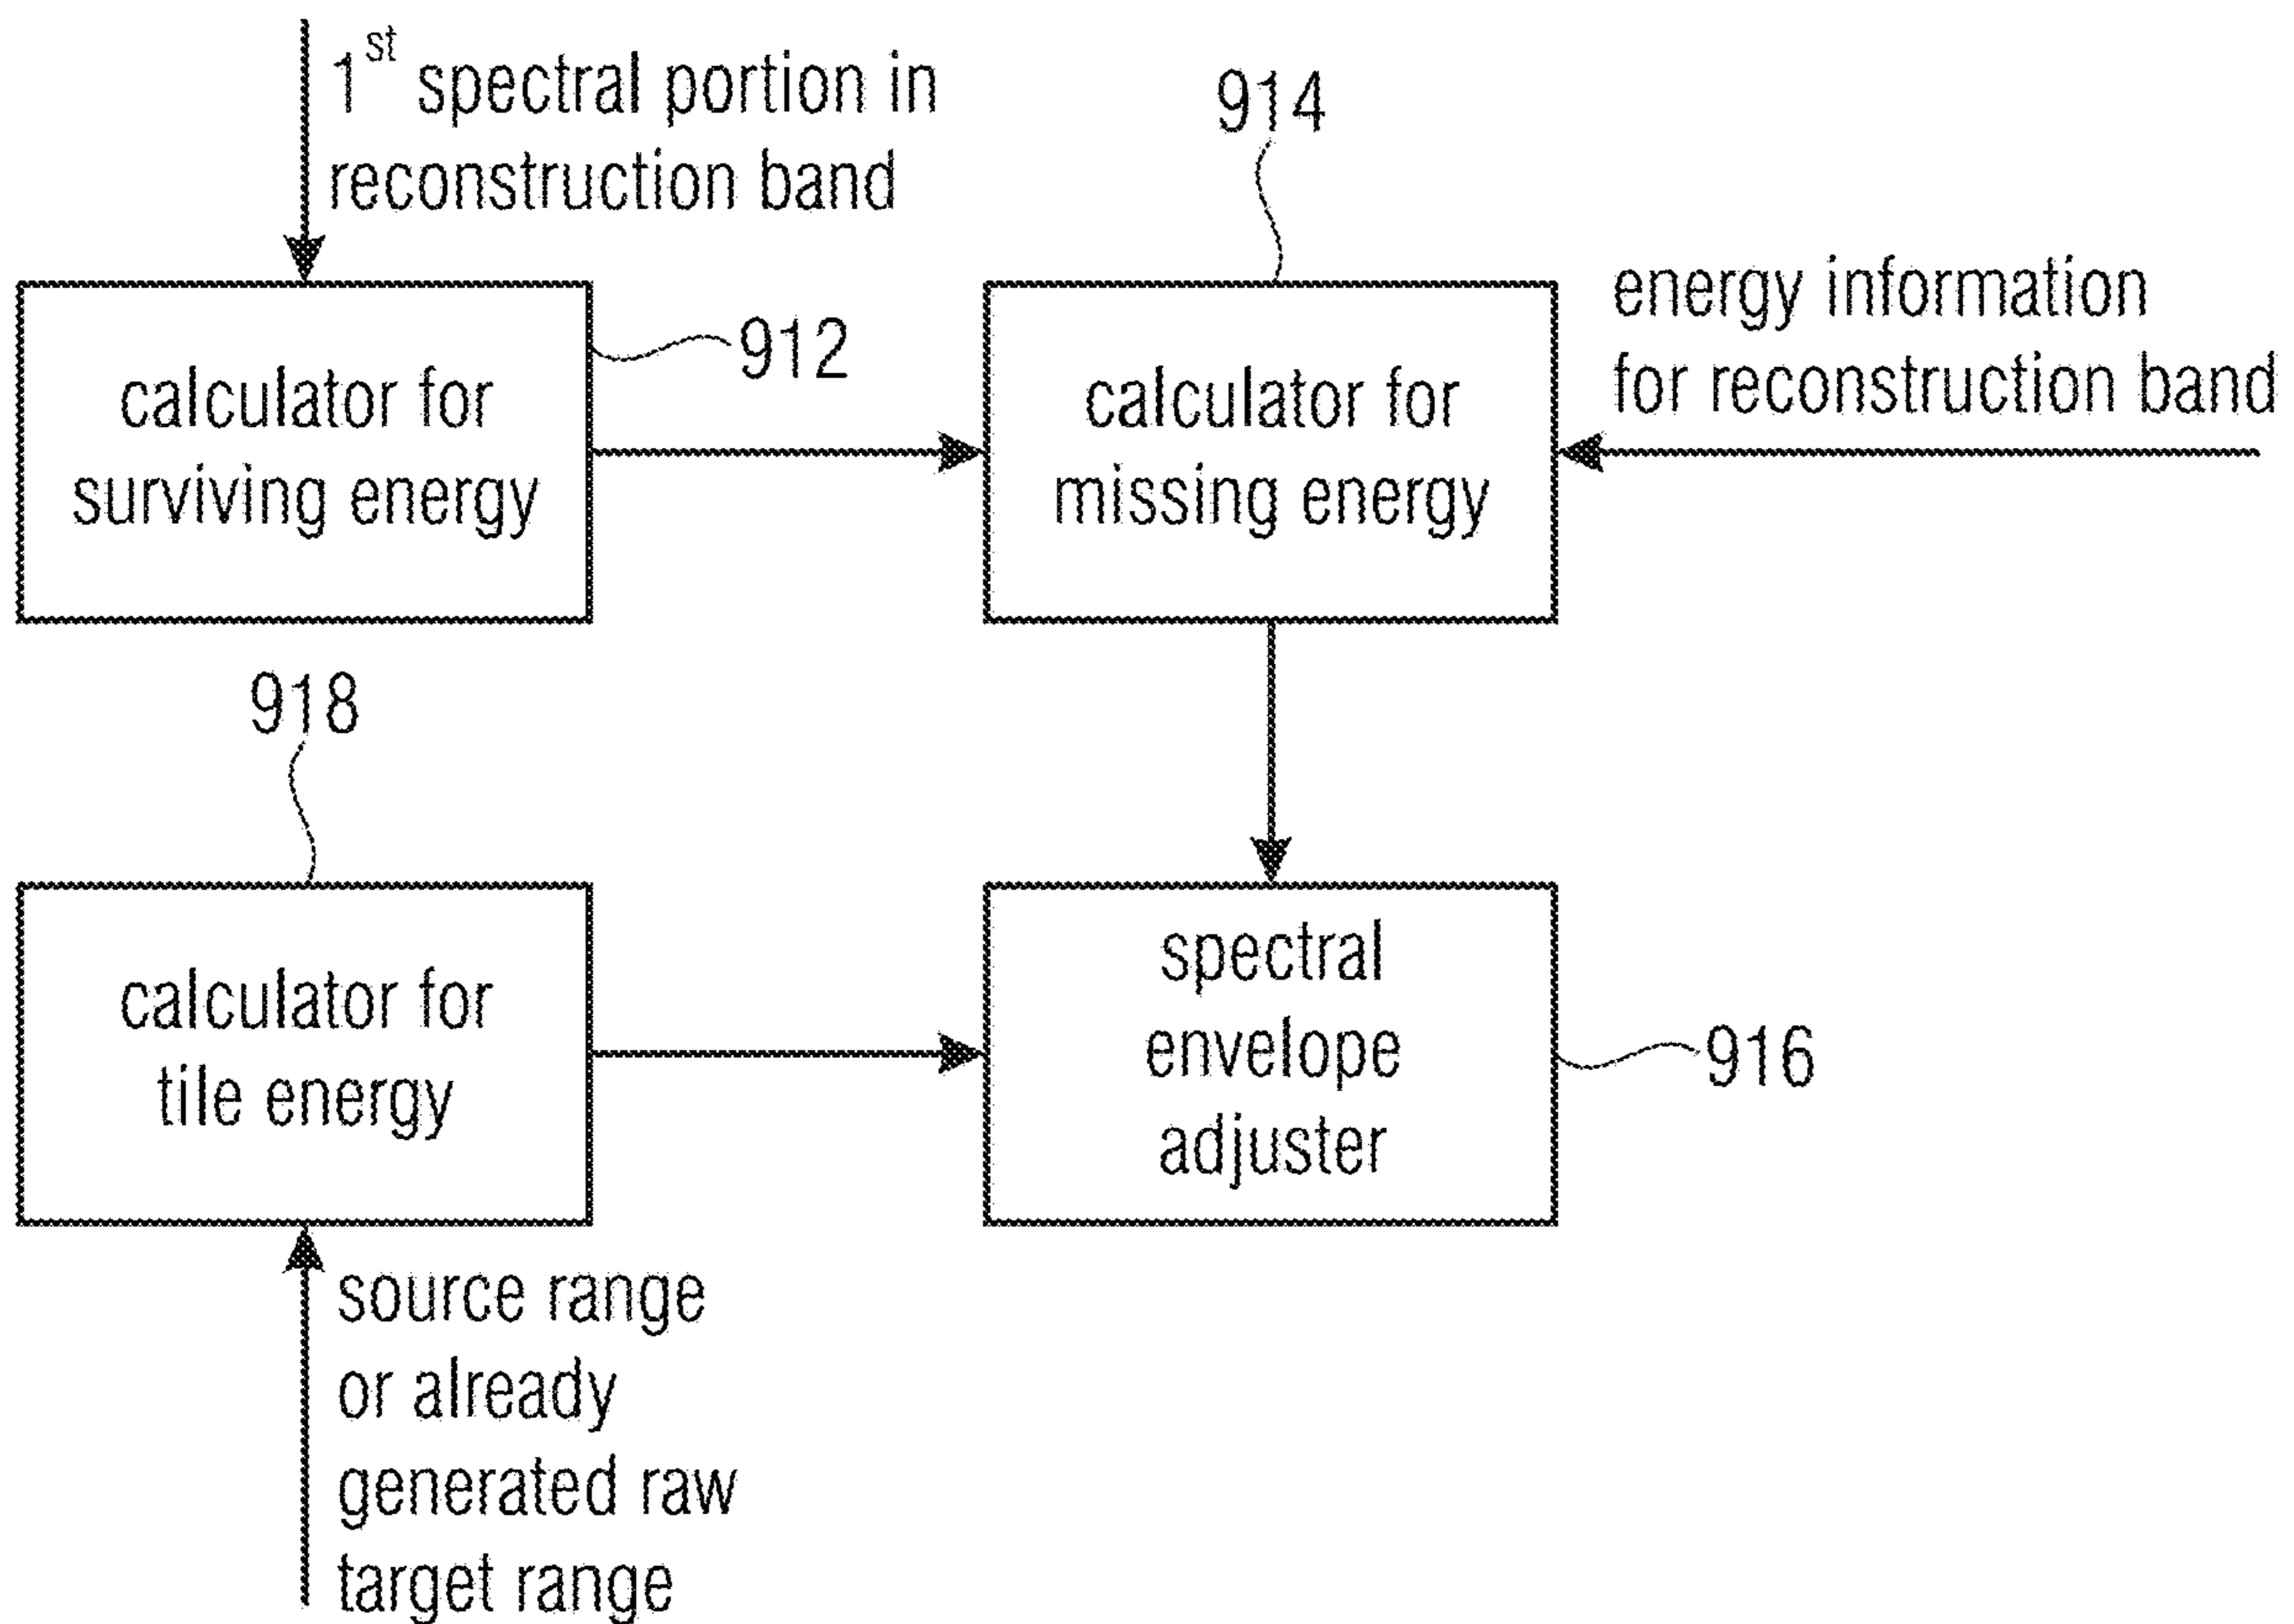 1st spectral portion in
reconstruction band
914
energy information
for reconstruction band
912
calculator for
surviving energy
calculator for
missing energy
918
calculator for
tile energy
spectral
envelope
adjuster
916
source range
or already
generated raw
target range